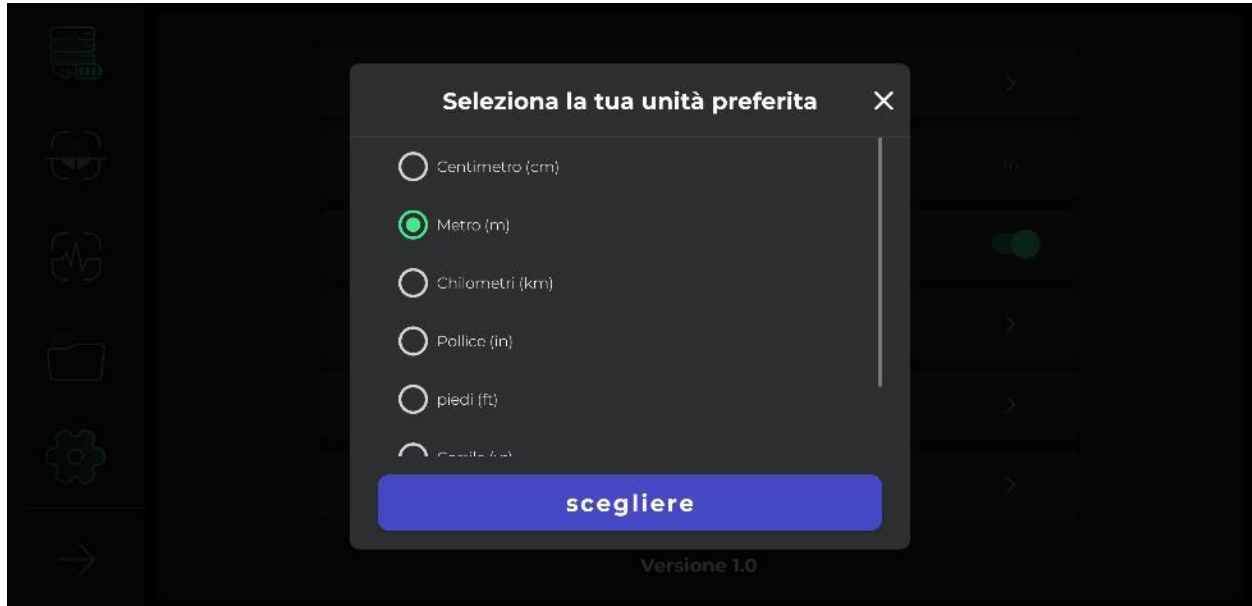 Seleziona la tua unità preferita
Centimetro (cm)
Metro (m)
m
Chilometri (km)
Pollice (in)
piedi (ft)
scegliere
Versione 1.0